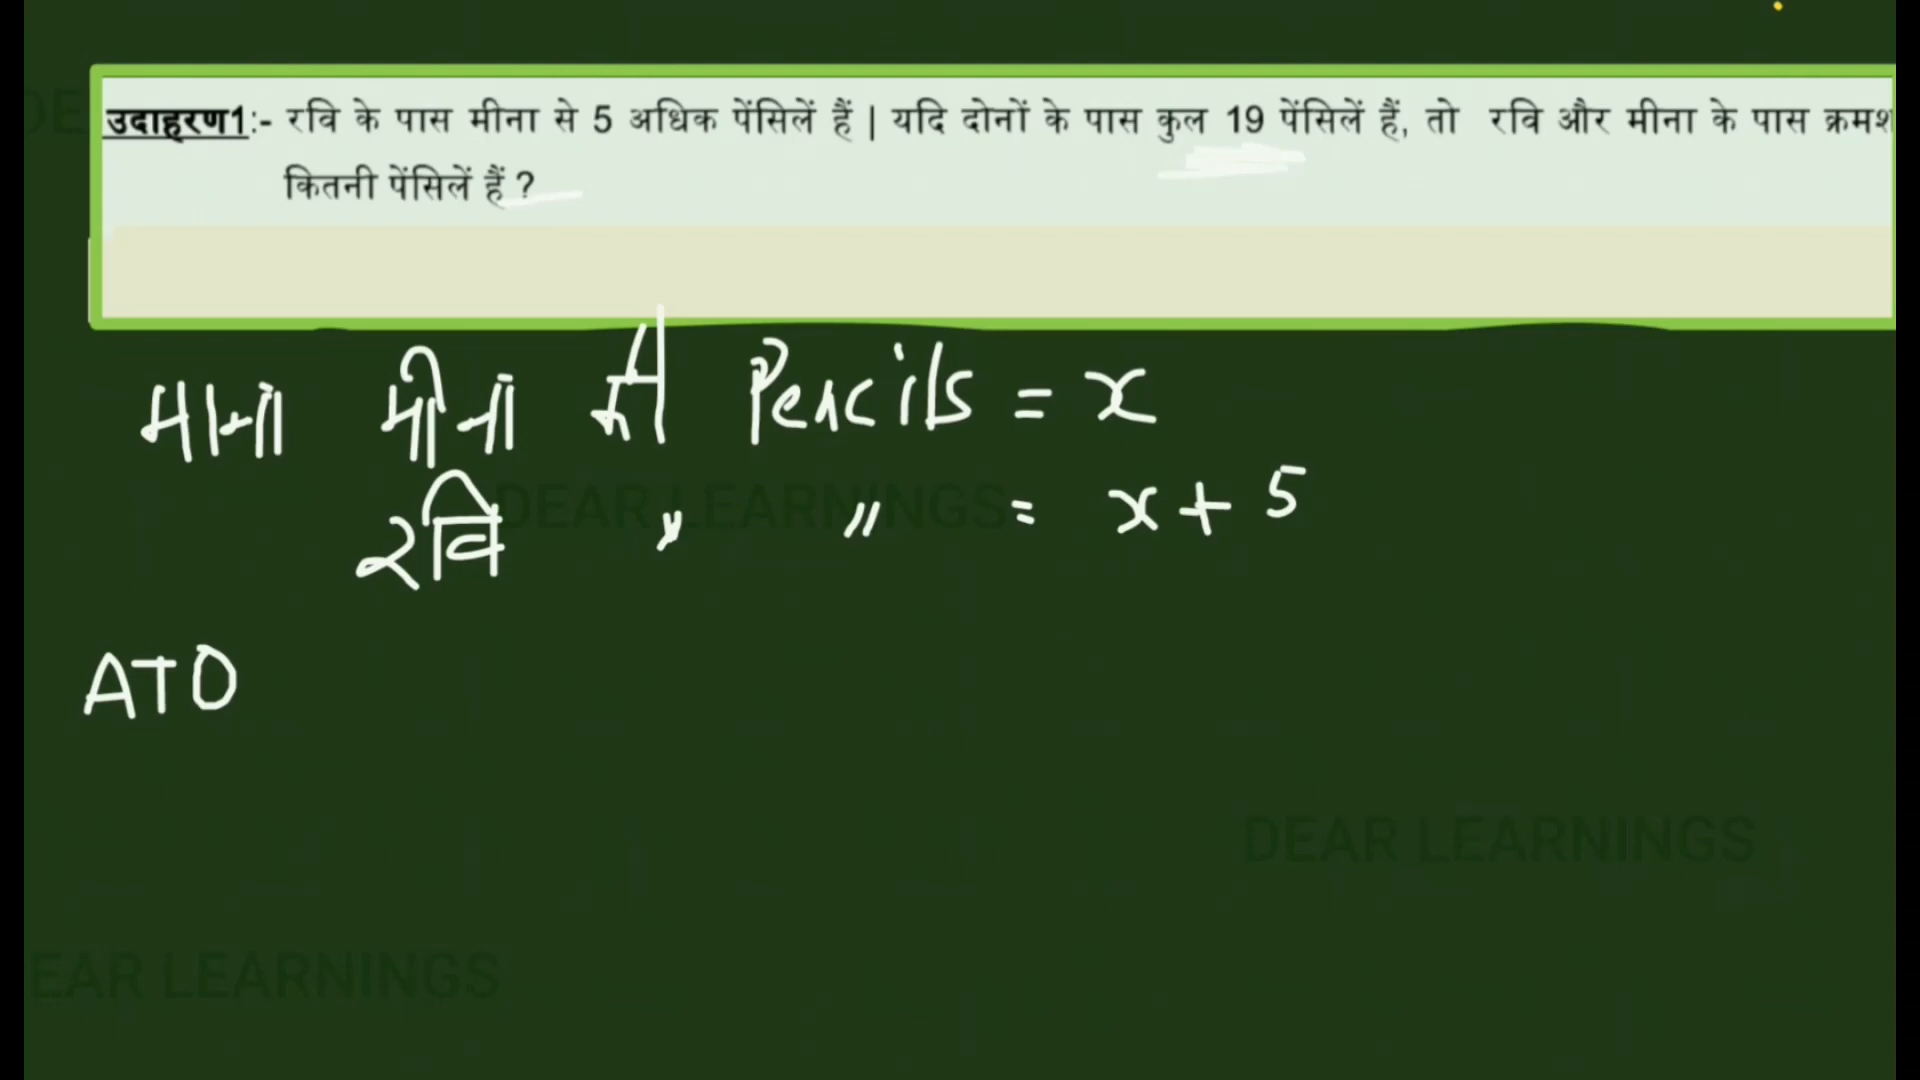 उदाहरण1:- रवि के पास मीना से 5 अधिक पेंसिलें हैं | यदि दोनों के पास कुल 19 पेंसिलें हैं, तो रवि और मीना के पास क्रमश
कितनी पेंसिलें हैं ?
माना मीना Pencils = x
रवि " " = x + 5
DEAR LEARNINGS
ATO
DEAR LEARNINGS
EAR LEARNINGS